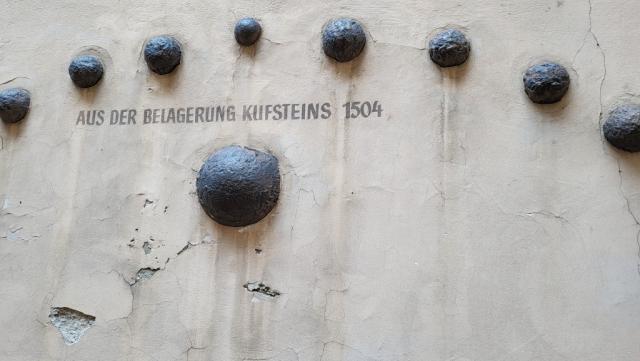 AUS DER BELAGERUNG KUFSTEINS 1504